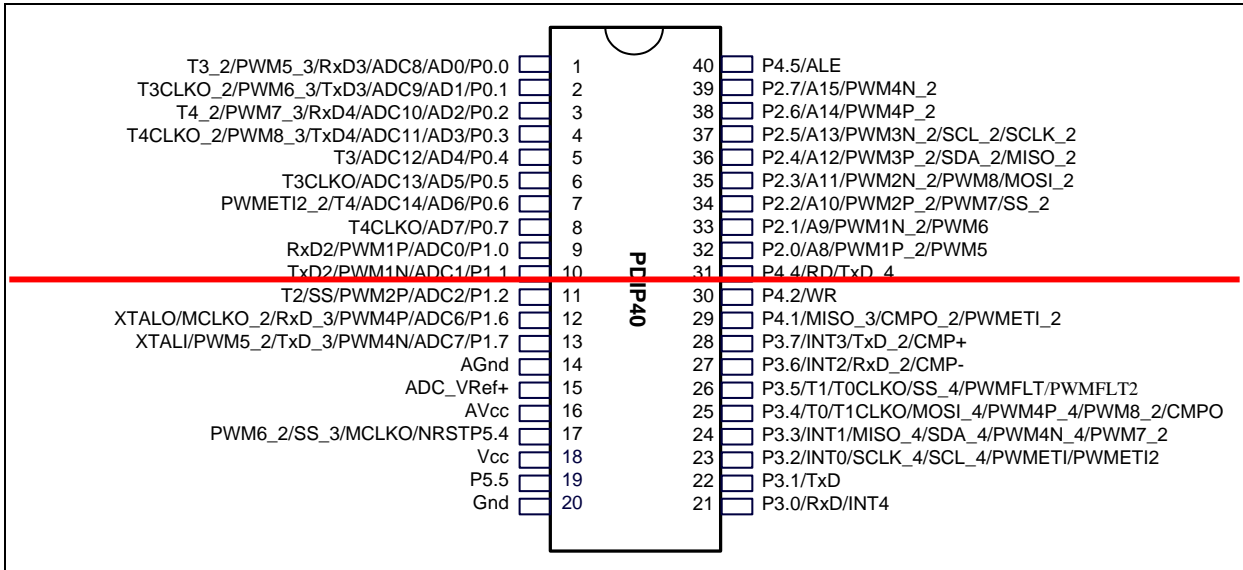 T3_2/PWM5_3/RxD3/ADC8/AD0/P0.0 1 40 P4.5/ALE
T3CLKO_2/PWM6_3/TxD3/ADC9/AD1/P0.1 2 39 P2.7/A15/PWM4N_2
T4_2/PWM7_3/RxD4/ADC10/AD2/P0.2 3 38 P2.6/A14/PWM4P_2
T4CLKO_2/PWM8_3/TxD4/ADC11/AD3/P0.3 4 37 P2.5/A13/PWM3N_2/SCL_2/SCLK_2
T3/ADC12/AD4/P0.4 5 36 P2.4/A12/PWM3P_2/SDA_2/MISO_2
T3CLKO/ADC13/AD5/P0.5 6 35 P2.3/A11/PWM2N_2/PWM8/MOSI_2
PWMETI2_2/T4/ADC14/AD6/P0.6 7 34 P2.2/A10/PWM2P_2/PWM7/SS_2
T4CLKO/AD7/P0.7 8 33 P2.1/A9/PWM1N_2/PWM6
RxD2/PWM1P/ADC0/P1.0 9 32 P2.0/A8/PWM1P_2/PWM5
TxD2/PWM1N/ADC1/P1.1 10 31 P4.4/RD/TxD_4
PDIP40
T2/SS/PWM2P/ADC2/P1.2 11 30 P4.2/WR
XTALO/MCLKO_2/RxD_3/PWM4P/ADC6/P1.6 12 29 P4.1/MISO_3/CMPO_2/PWMETI_2
XTALI/PWM5_2/TxD_3/PWM4N/ADC7/P1.7 13 28 P3.7/INT3/TxD_2/CMP+
AGnd 14 27 P3.6/INT2/RxD_2/CMP-
ADC_VRef+ 15 26 P3.5/T1/T0CLKO/SS_4/PWMFLT/PWMFLT2
AVcc 16 25 P3.4/T0/T1CLKO/MOSI_4/PWM4P_4/PWM8_2/CMPO
PWM6_2/SS_3/MCLKO/NRSTP5.4 17 24 P3.3/INT1/MISO_4/SDA_4/PWM4N_4/PWM7_2
Vcc 18 23 P3.2/INT0/SCLK_4/SCL_4/PWMETI/PWMETI2
P5.5 19 22 P3.1/TxD
Gnd 20 21 P3.0/RxD/INT4